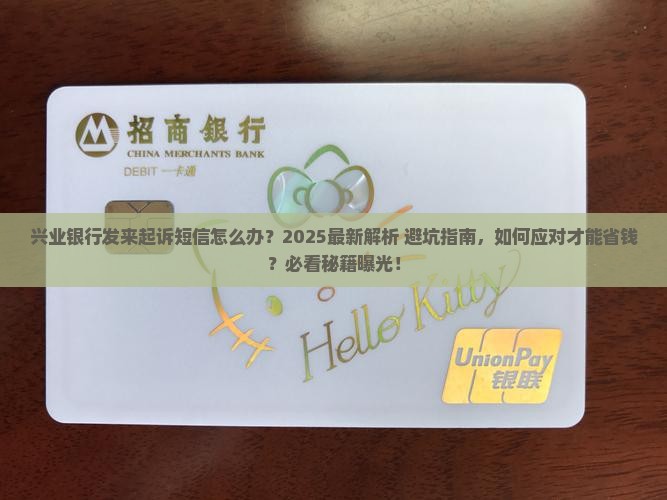 招商銀行
CHINA MERCHANTS BANK
DEBIT 一卡通
兴业银行发来起诉短信怎么办？2025最新解析 避坑指南，如何应对才能省钱
？必看秘籍曝光！
Hello Kitty
UnionPay
银联